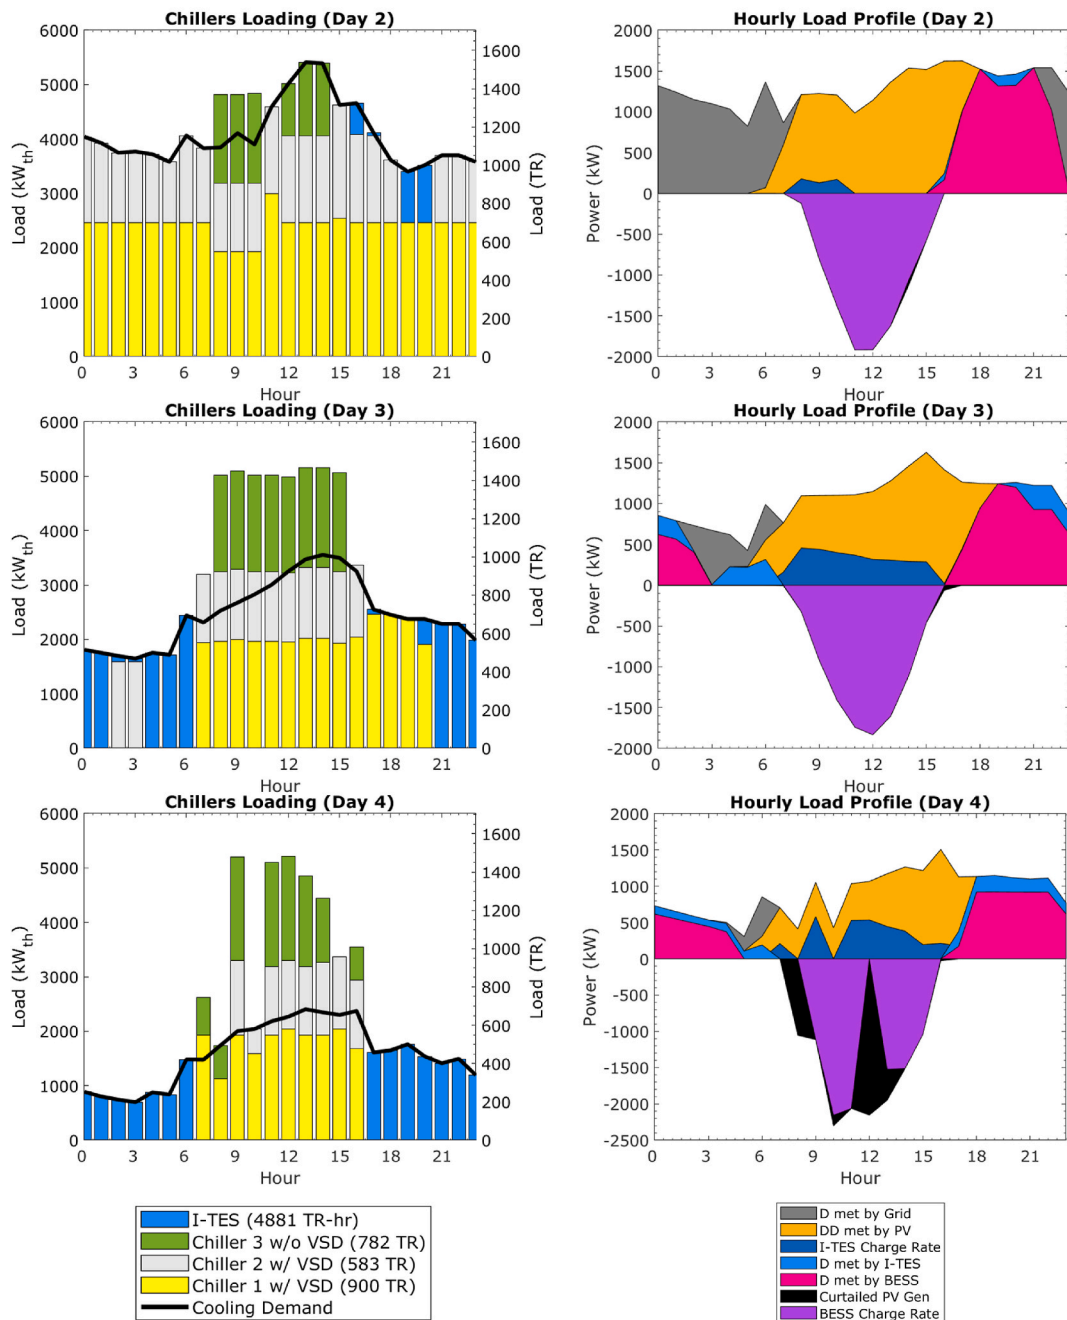 Chillers Loading (Day 2)
6000
5000
4000
3000
2000
1000
0
Load (kWth)
1600
1400
1200
1000
800
600
400
200
0
Load (TR)
0 3 6 9 12 15 18 21
Hour
Hourly Load Profile (Day 2)
2000
1500
1000
500
0
-500
-1000
-1500
-2000
Power (kW)
0 3 6 9 12 15 18 21
Hour
Chillers Loading (Day 3)
6000
5000
4000
3000
2000
1000
0
Load (kWth)
1600
1400
1200
1000
800
600
400
200
0
Load (TR)
0 3 6 9 12 15 18 21
Hour
Hourly Load Profile (Day 3)
2000
1500
1000
500
0
-500
-1000
-1500
-2000
Power (kW)
0 3 6 9 12 15 18 21
Hour
Chillers Loading (Day 4)
6000
5000
4000
3000
2000
1000
0
Load (kWth)
1600
1400
1200
1000
800
600
400
200
0
Load (TR)
0 3 6 9 12 15 18 21
Hour
Hourly Load Profile (Day 4)
2000
1500
1000
500
0
-500
-1000
-1500
-2000
-2500
Power (kW)
0 3 6 9 12 15 18 21
Hour
I-TES (4881 TR-hr)
Chiller 3 w/o VSD (782 TR)
Chiller 2 w/ VSD (583 TR)
Chiller 1 w/ VSD (900 TR)
Cooling Demand
D met by Grid
DD met by PV
I-TES Charge Rate
D met by I-TES
D met by BESS
Curtailed PV Gen
BESS Charge Rate